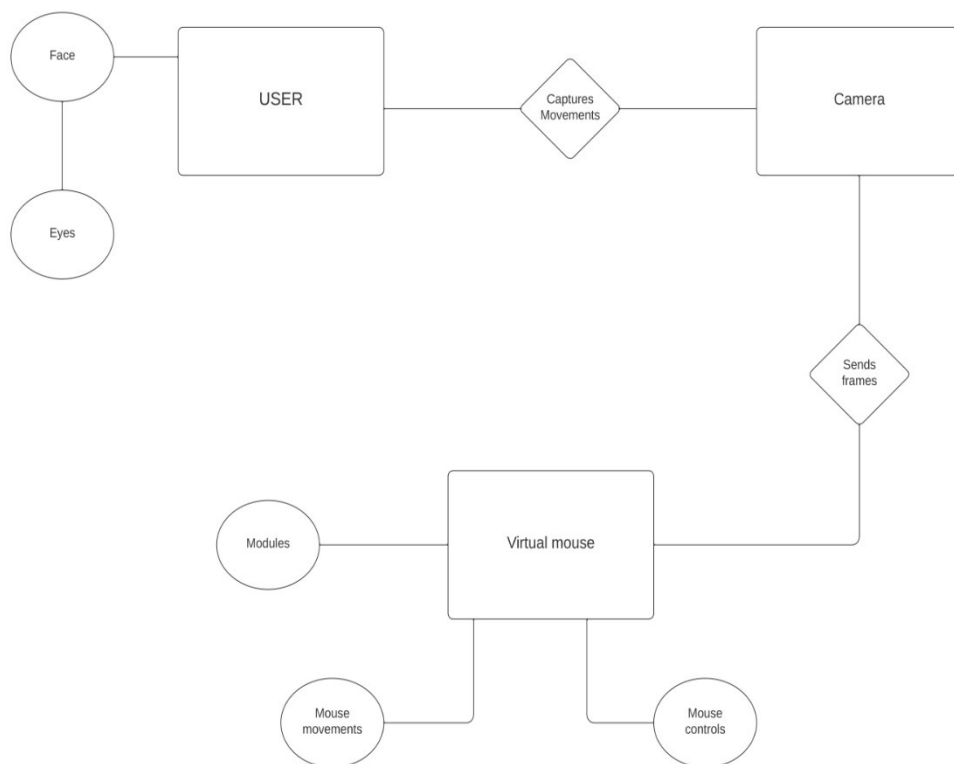 Face
USER
Captures
Movements
Camera
Eyes
Sends
frames
Virtual mouse
Modules
Mouse
movements
Mouse
controls